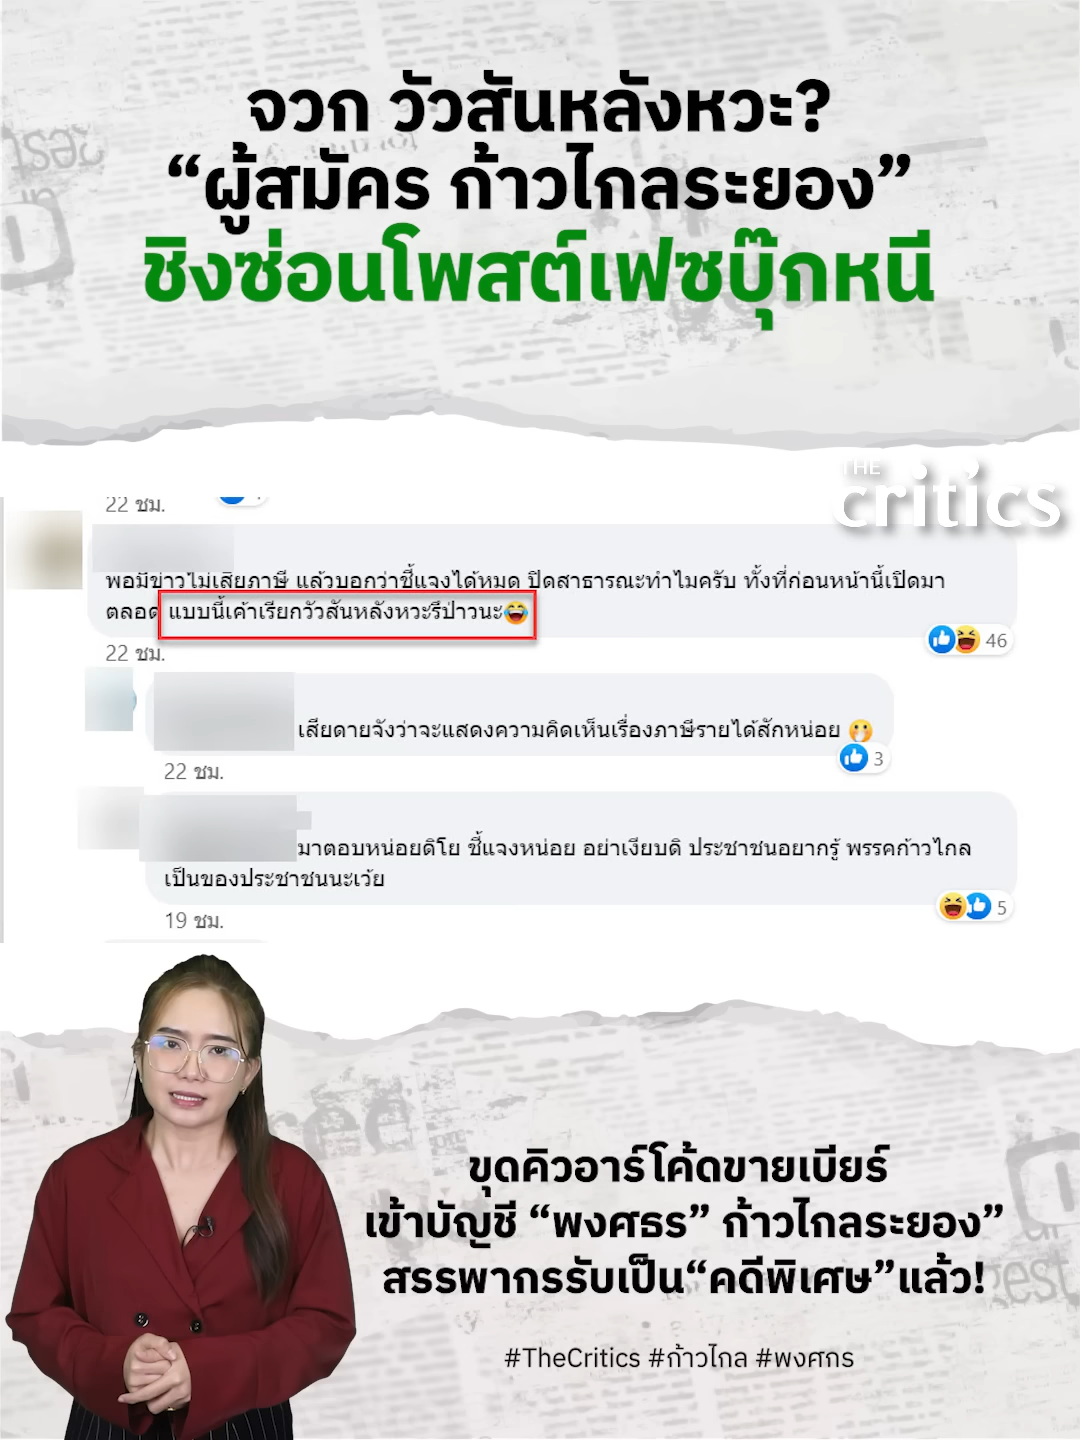 จวก วัวสันหลังหวะ?
“ผู้สมัคร ก้าวไกลระยอง”
ชิงซ่อนโพสต์เฟซบุ๊กหนี
THE
critics
22 ชม.
พอมีข่าวไม่เสียภาษี แล้วบอกว่าชี้แจงได้หมด ปิดสาธารณะทำไมครับ ทั้งที่ก่อนหน้านี้เปิดมา
ตลอด แบบนี้เค้าเรียกวัวสันหลังหวะรึป่าวนะ😂
46
22 ชม.
เสียดายจังว่าจะแสดงความคิดเห็นเรื่องภาษีรายได้สักหน่อย 🫢
3
22 ชม.
มาตอบหน่อยดิโย ชี้แจงหน่อย อย่าเงียบดิ ประชาชนอยากรู้ พรรคก้าวไกล
เป็นของประชาชนนะเว้ย
5
19 ชม.
ขุดคิวอาร์โค้ดขายเบียร์
เข้าบัญชี “พงศธร” ก้าวไกลระยอง”
สรรพากรรับเป็น“คดีพิเศษ”แล้ว!
#TheCritics #ก้าวไกล #พงศกร